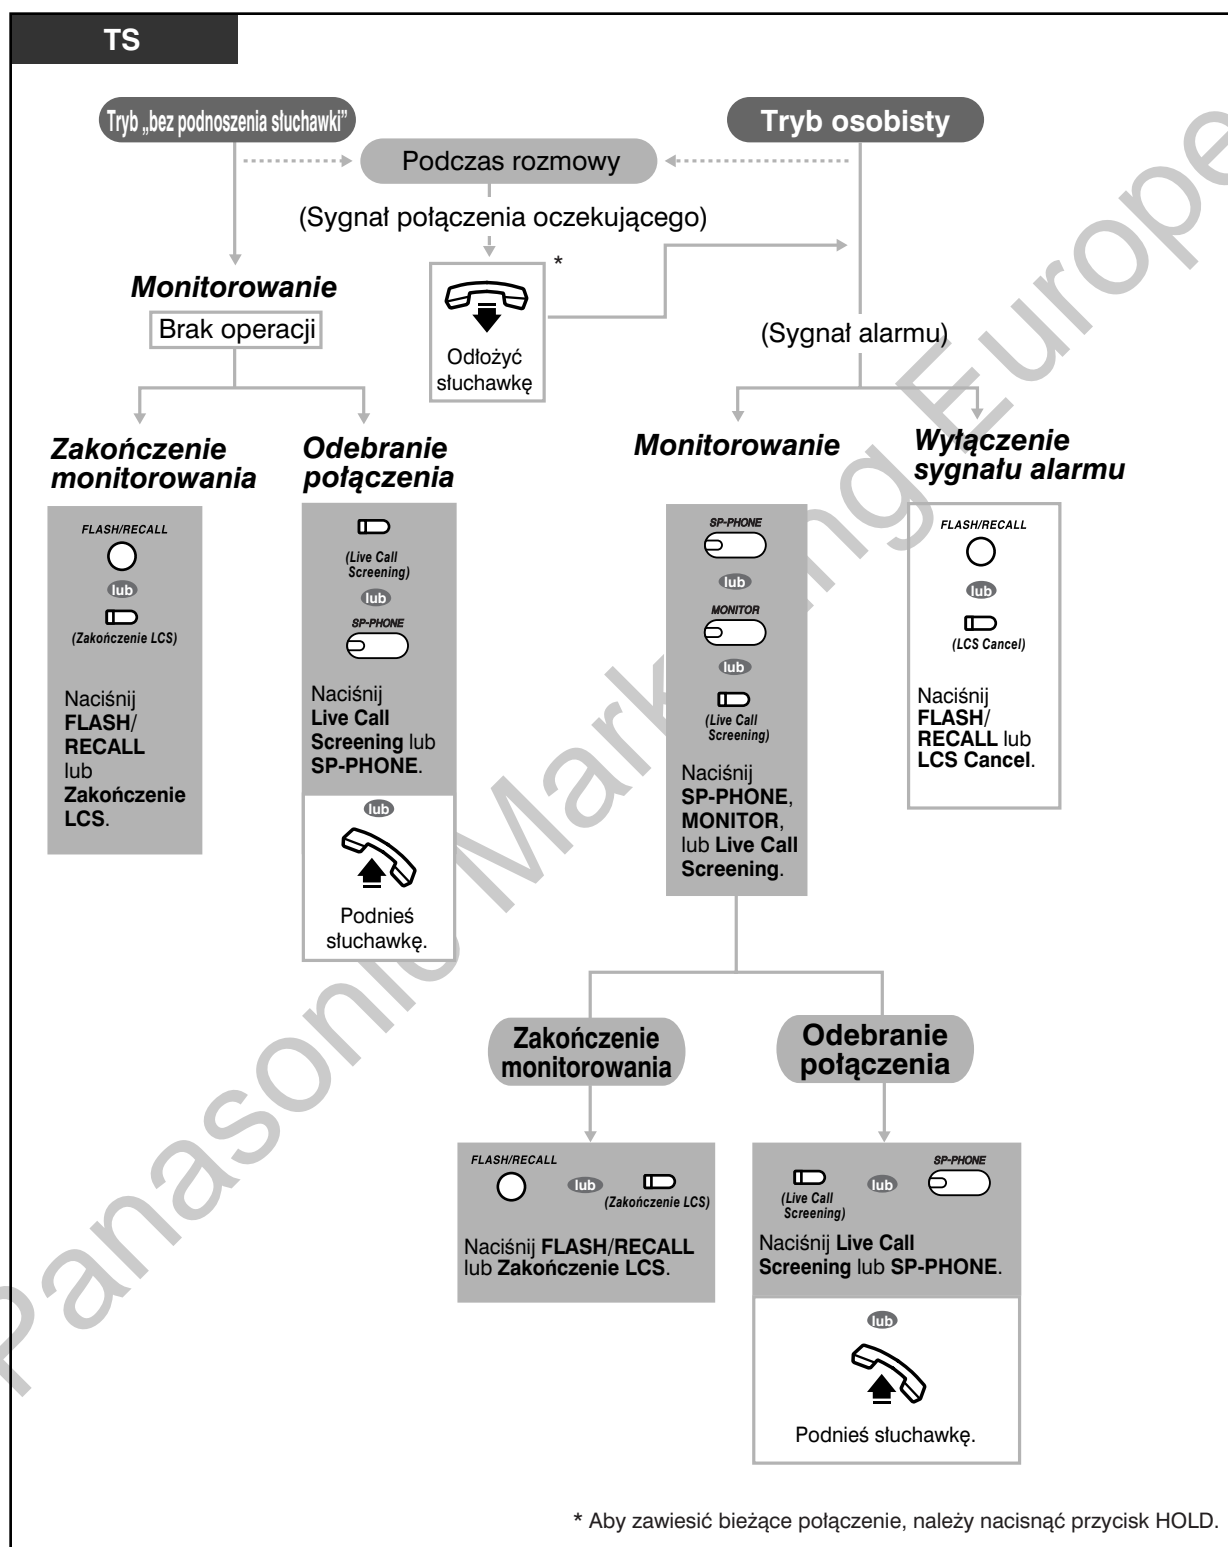 TS
Tryb „bez podnoszenia słuchawki”
Tryb osobisty
Podczas rozmowy
(Sygnał połączenia oczekującego)
*
Monitorowanie
Brak operacji
Odłożyć
słuchawkę
(Sygnał alarmu)
Zakończenie
monitorowania
FLASH/RECALL
lub
(Zakończenie LCS)
Naciśnij
FLASH/
RECALL
lub
Zakończenie
LCS.
Odebranie
połączenia
(Live Call
Screening)
lub
SP-PHONE
Naciśnij
Live Call
Screening lub
SP-PHONE.
lub
Podnieś
słuchawkę.
Monitorowanie
SP-PHONE
lub
MONITOR
lub
(Live Call
Screening)
Naciśnij
SP-PHONE,
MONITOR,
lub Live Call
Screening.
Wyłączenie
sygnału alarmu
FLASH/RECALL
lub
(LCS Cancel)
Naciśnij
FLASH/
RECALL lub
LCS Cancel.
Zakończenie
monitorowania
FLASH/RECALL
lub
(Zakończenie LCS)
Naciśnij FLASH/RECALL
lub Zakończenie LCS.
Odebranie
połączenia
(Live Call
Screening)
lub
SP-PHONE
Naciśnij Live Call
Screening lub SP-PHONE.
lub
Podnieś słuchawkę.
* Aby zawiesić bieżące połączenie, należy nacisnąć przycisk HOLD.
Panasonic Marketing Europe